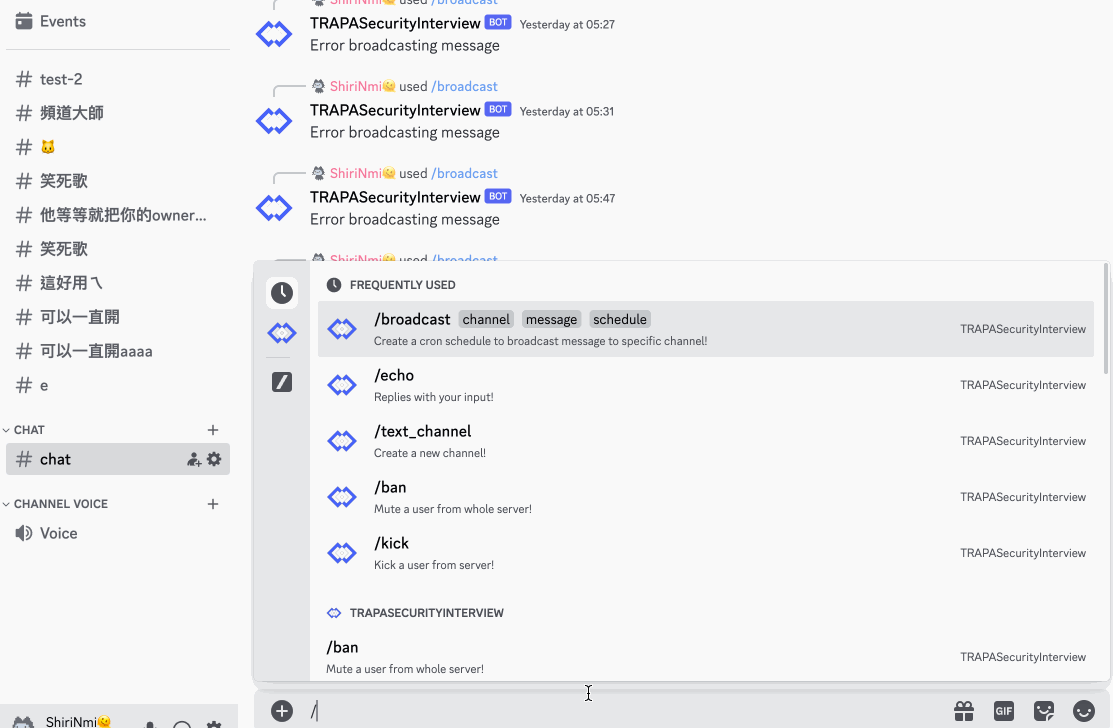 Events
test-2
頻道大師
🐱
笑死歌
他等等就把你的owner...
笑死歌
這好用ㄟ
可以一直開
可以一直開aaaa
e
CHAT
chat
CHANNEL VOICE
Voice
ShiriNmi🫠
ShiriNmi🫠 used /broadcast
TRAPASecurityInterview BOT Yesterday at 05:27
Error broadcasting message
ShiriNmi🫠 used /broadcast
TRAPASecurityInterview BOT Yesterday at 05:31
Error broadcasting message
ShiriNmi🫠 used /broadcast
TRAPASecurityInterview BOT Yesterday at 05:47
Error broadcasting message
ShiriNmi🫠 used /broadcast
FREQUENTLY USED
/broadcast channel message schedule
Create a cron schedule to broadcast message to specific channel!
TRAPASecurityInterview
/echo
Replies with your input!
TRAPASecurityInterview
/text_channel
Create a new channel!
TRAPASecurityInterview
/ban
Mute a user from whole server!
TRAPASecurityInterview
/kick
Kick a user from server!
TRAPASecurityInterview
TRAPASECURITYINTERVIEW
/ban
Mute a user from whole server!
TRAPASecurityInterview
/
GIF